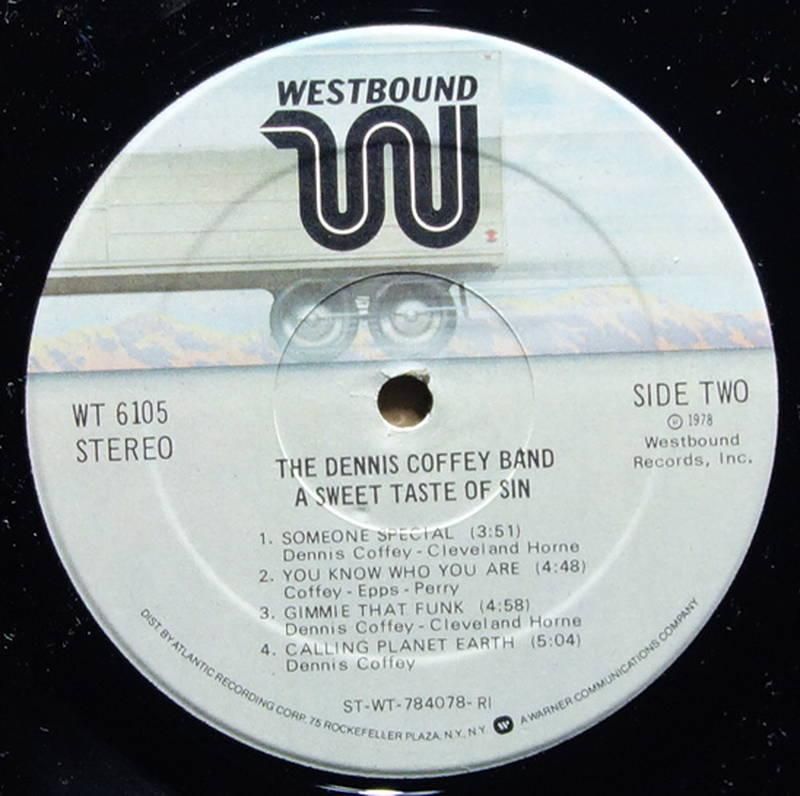 WESTBOUND
WT 6105
STEREO
SIDE TWO
Ⓟ 1978
Westbound
Records, Inc.
THE DENNIS COFFEY BAND
A SWEET TASTE OF SIN
1. SOMEONE SPECIAL (3:51)
Dennis Coffey - Cleveland Horne
2. YOU KNOW WHO YOU ARE (4:48)
Coffey - Epps - Perry
3. GIMMIE THAT FUNK (4:58)
Dennis Coffey - Cleveland Horne
4. CALLING PLANET EARTH (5:04)
Dennis Coffey
ST-WT-784078-RI
DIST. BY ATLANTIC RECORDING CORP. 75 ROCKEFELLER PLAZA, N.Y., N.Y. A WARNER COMMUNICATIONS COMPANY